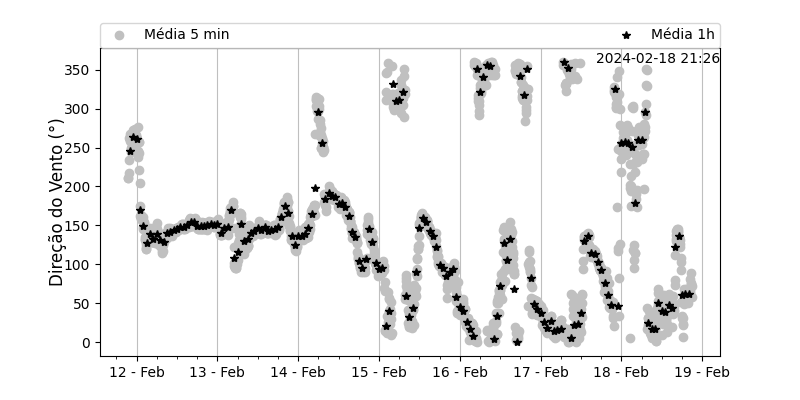 Média 5 min
Média 1h
2024-02-18 21:26
Direção do Vento (°)
350
300
250
200
150
100
50
0
12 - Feb
13 - Feb
14 - Feb
15 - Feb
16 - Feb
17 - Feb
18 - Feb
19 - Feb